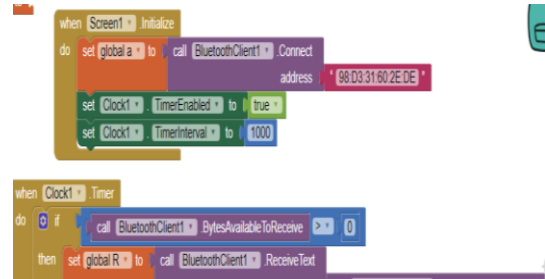 when Screen1 .Initialize
do set global a to call BluetoothClient1 .Connect
address " 98:D3:31:60:2E:DE "
set Clock1 . TimerEnabled to true
set Clock1 . TimerInterval to 1000
when Clock1 .Timer
do if call BluetoothClient1 .BytesAvailableToReceive > 0
then set global R to call BluetoothClient1 .ReceiveText